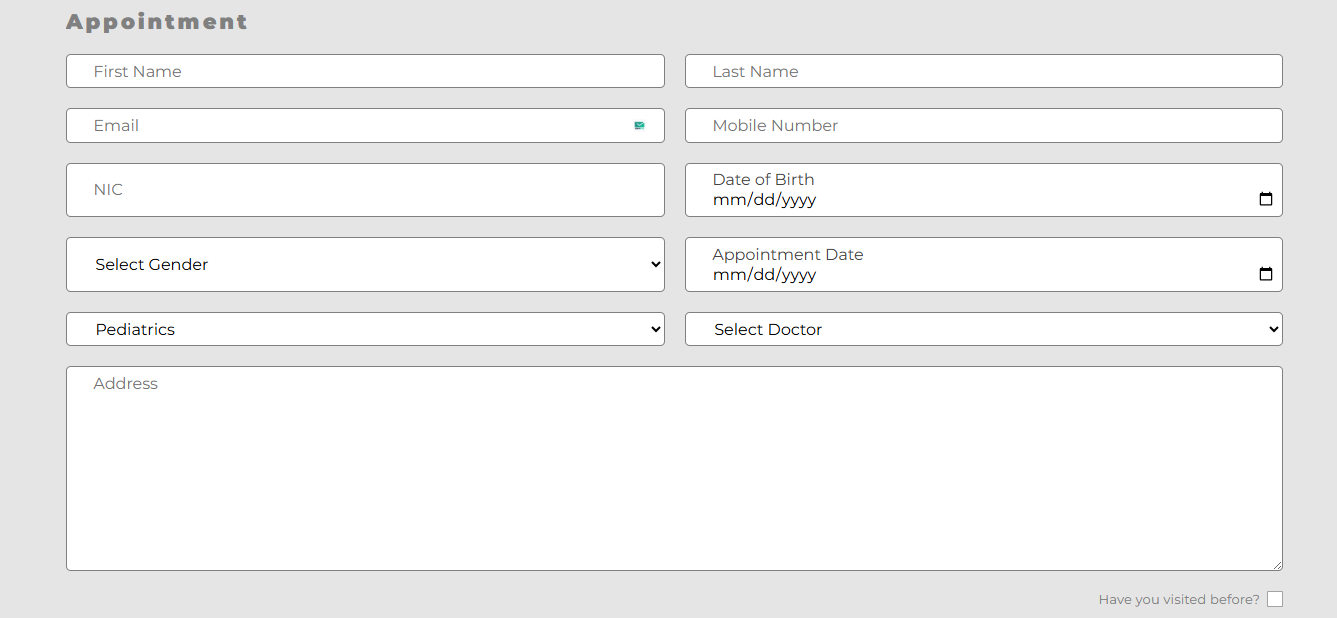 Appointment
First Name
Last Name
Email
Mobile Number
NIC
Date of Birth
mm/dd/yyyy
Select Gender
Appointment Date
mm/dd/yyyy
Pediatrics
Select Doctor
Address
Have you visited before?